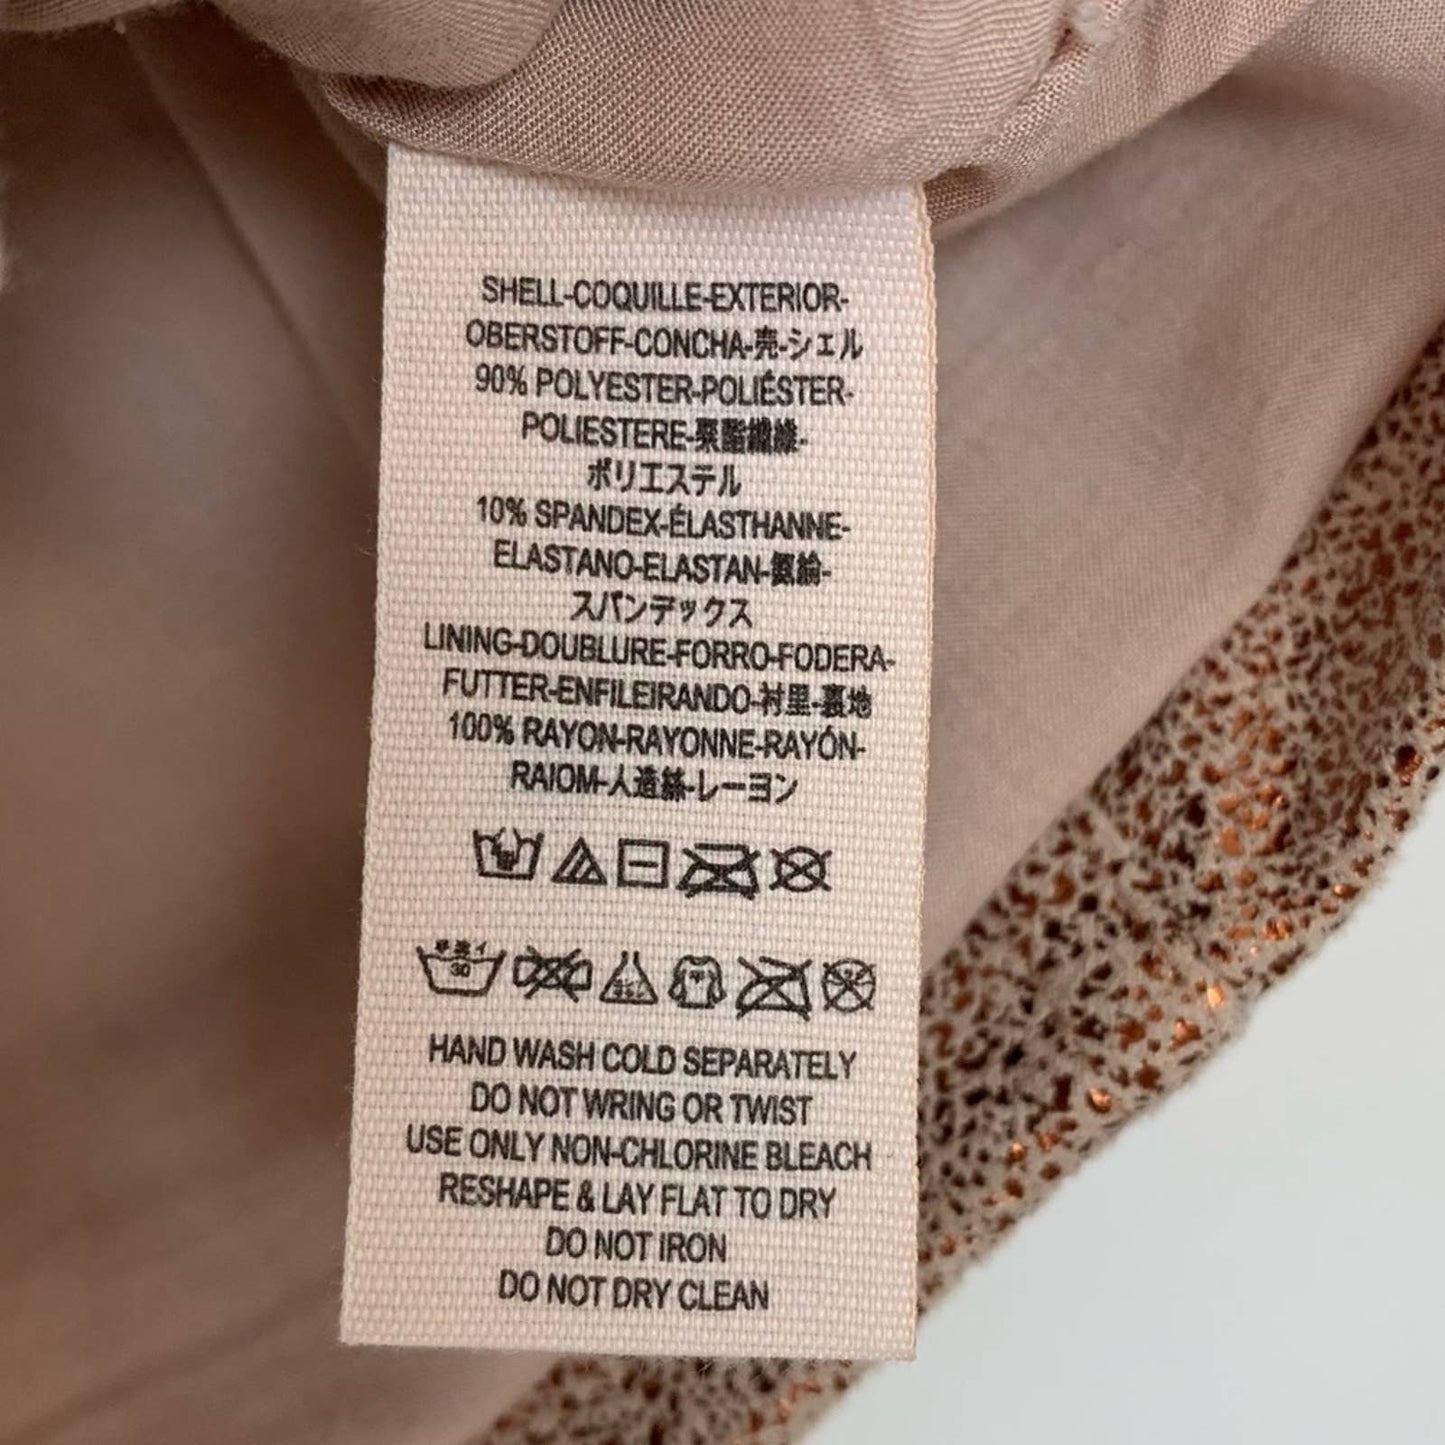 SHELL-COQUILLE-EXTERIOR-
OBERSTOFF-CONCHA-売-シェル
90% POLYESTER-POLIÉSTER-
POLIESTERE-聚酯纖維-
ポリエステル
10% SPANDEX-ÉLASTHANNE-
ELASTANO-ELASTAN-氨綸-
スパンデックス
LINING-DOUBLURE-FORRO-FODERA-
FUTTER-ENFILEIRANDO-衬里-裏地
100% RAYON-RAYONNE-RAYÓN-
RAIOM-人造絲-レーヨン
30
HAND WASH COLD SEPARATELY
DO NOT WRING OR TWIST
USE ONLY NON-CHLORINE BLEACH
RESHAPE & LAY FLAT TO DRY
DO NOT IRON
DO NOT DRY CLEAN